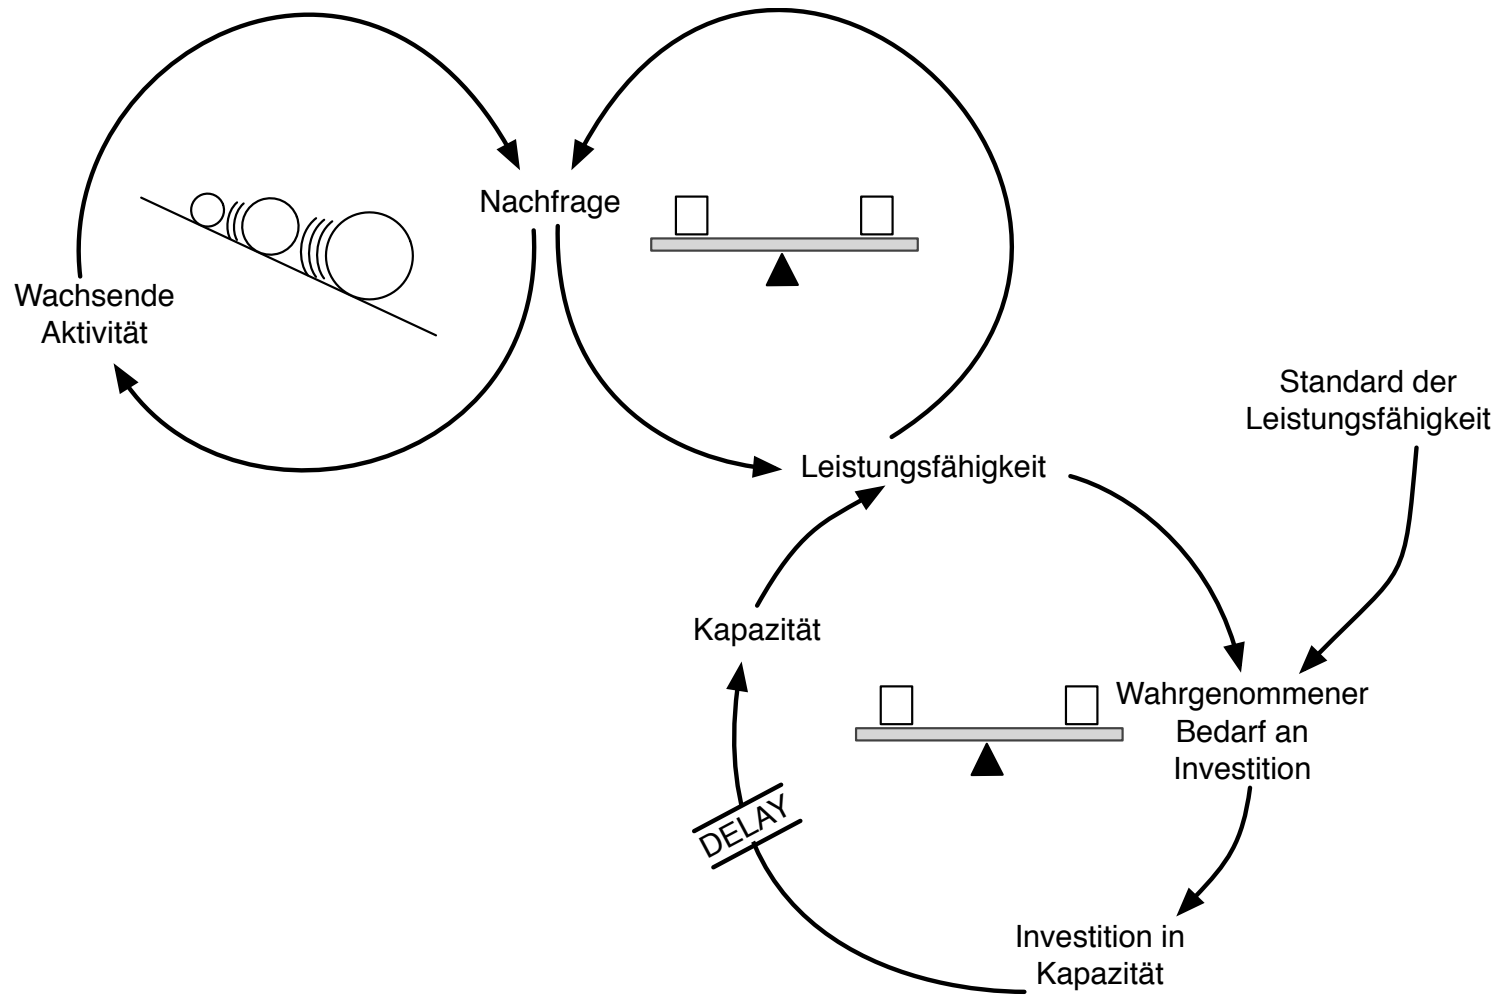 Nachfrage
Wachsende
Aktivität
Standard der
Leistungsfähigkeit
Leistungsfähigkeit
Kapazität
Wahrgenommener
Bedarf an
Investition
DELAY
Investition in
Kapazität